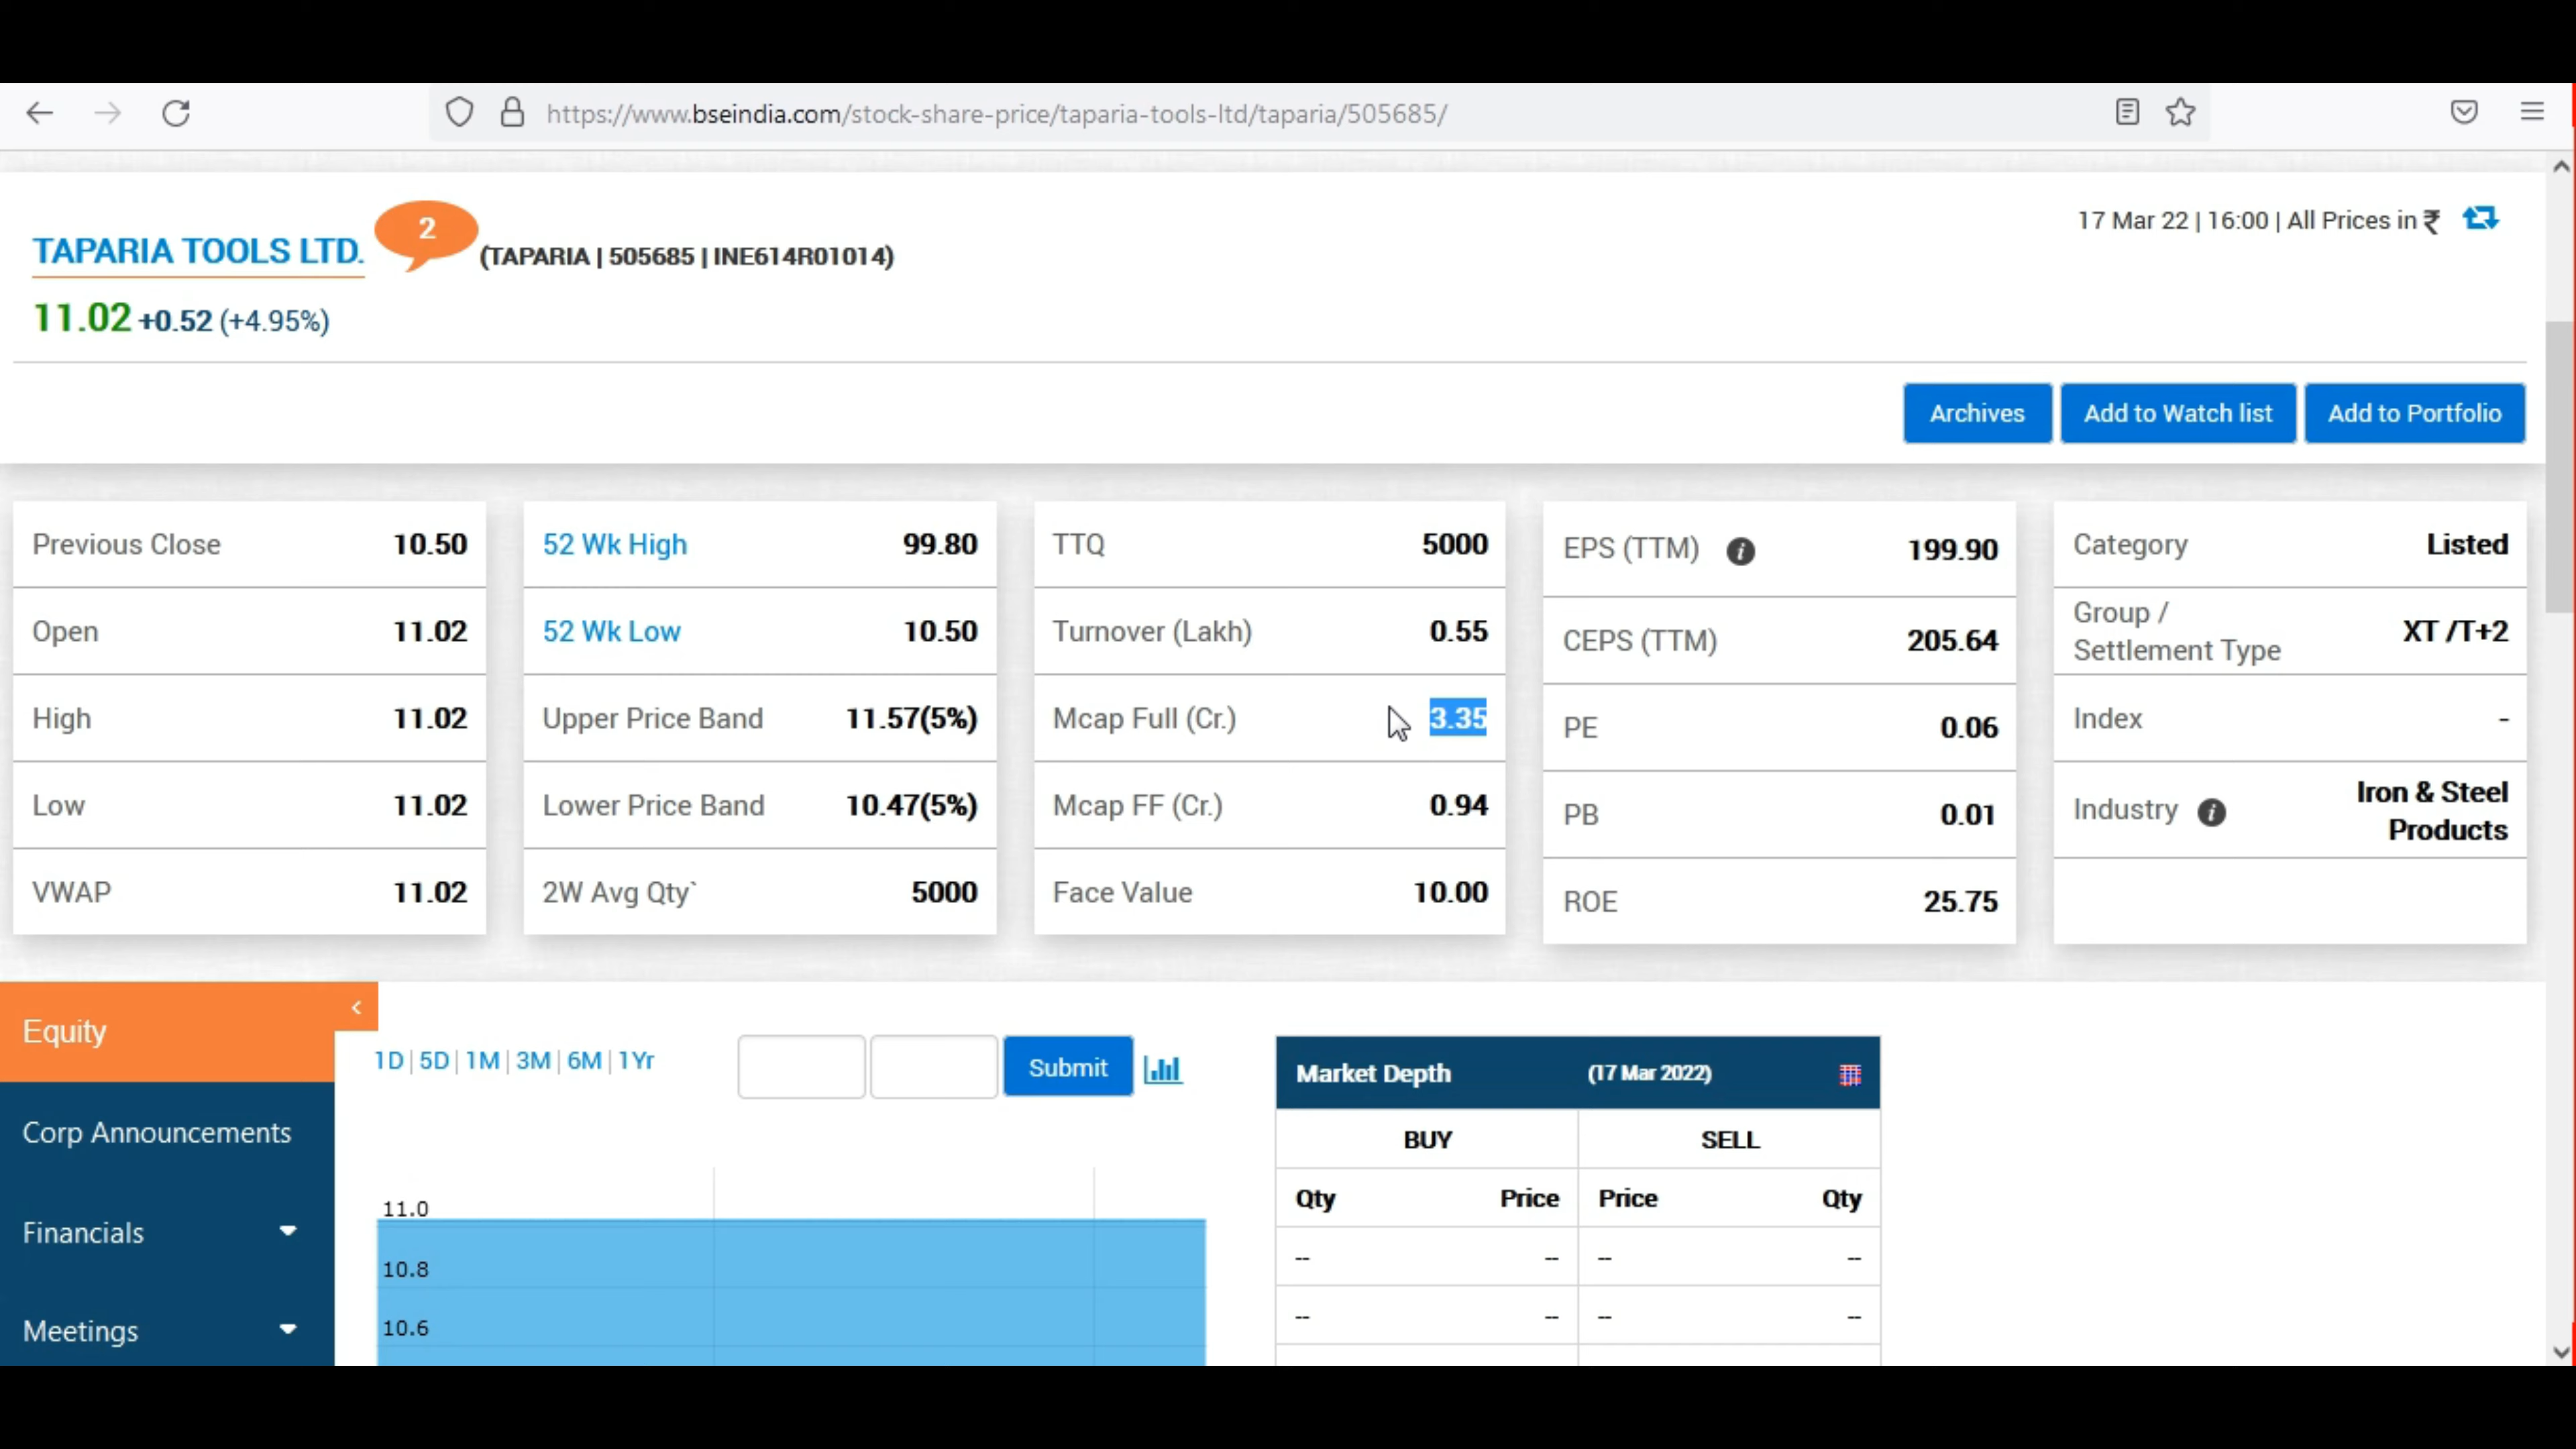 https://www.bseindia.com/stock-share-price/taparia-tools-ltd/taparia/505685/
17 Mar 22 | 16:00 | All Prices in ₹
TAPARIA TOOLS LTD. 2 (TAPARIA | 505685 | INE614R01014)
11.02 +0.52 (+4.95%)
Archives Add to Watch list Add to Portfolio
Previous Close 10.50
Open 11.02
High 11.02
Low 11.02
VWAP 11.02
52 Wk High 99.80
52 Wk Low 10.50
Upper Price Band 11.57(5%)
Lower Price Band 10.47(5%)
2W Avg Qty` 5000
TTQ 5000
Turnover (Lakh) 0.55
Mcap Full (Cr.) 3.35
Mcap FF (Cr.) 0.94
Face Value 10.00
EPS (TTM) i 199.90
CEPS (TTM) 205.64
PE 0.06
PB 0.01
ROE 25.75
Category Listed
Group /
Settlement Type XT /T+2
Index -
Industry i Iron & Steel
Products
Equity
Corp Announcements
Financials
Meetings
1D | 5D | 1M | 3M | 6M | 1Yr Submit
11.0
10.8
10.6
Market Depth (17 Mar 2022)
BUY SELL
Qty Price Price Qty
-- -- -- --
-- -- -- --